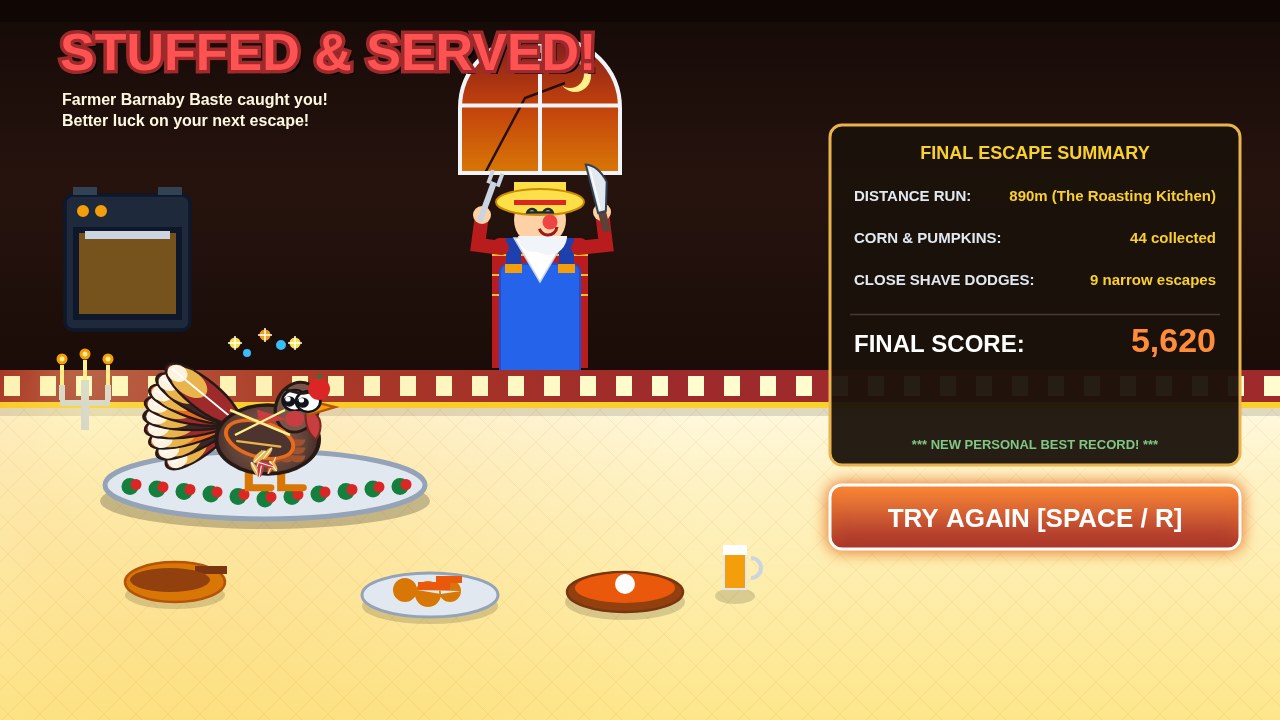 STUFFED & SERVED!
Farmer Barnaby Baste caught you!
Better luck on your next escape!
FINAL ESCAPE SUMMARY
DISTANCE RUN: 890m (The Roasting Kitchen)
CORN & PUMPKINS: 44 collected
CLOSE SHAVE DODGES: 9 narrow escapes
FINAL SCORE: 5,620
*** NEW PERSONAL BEST RECORD! ***
TRY AGAIN [SPACE / R]